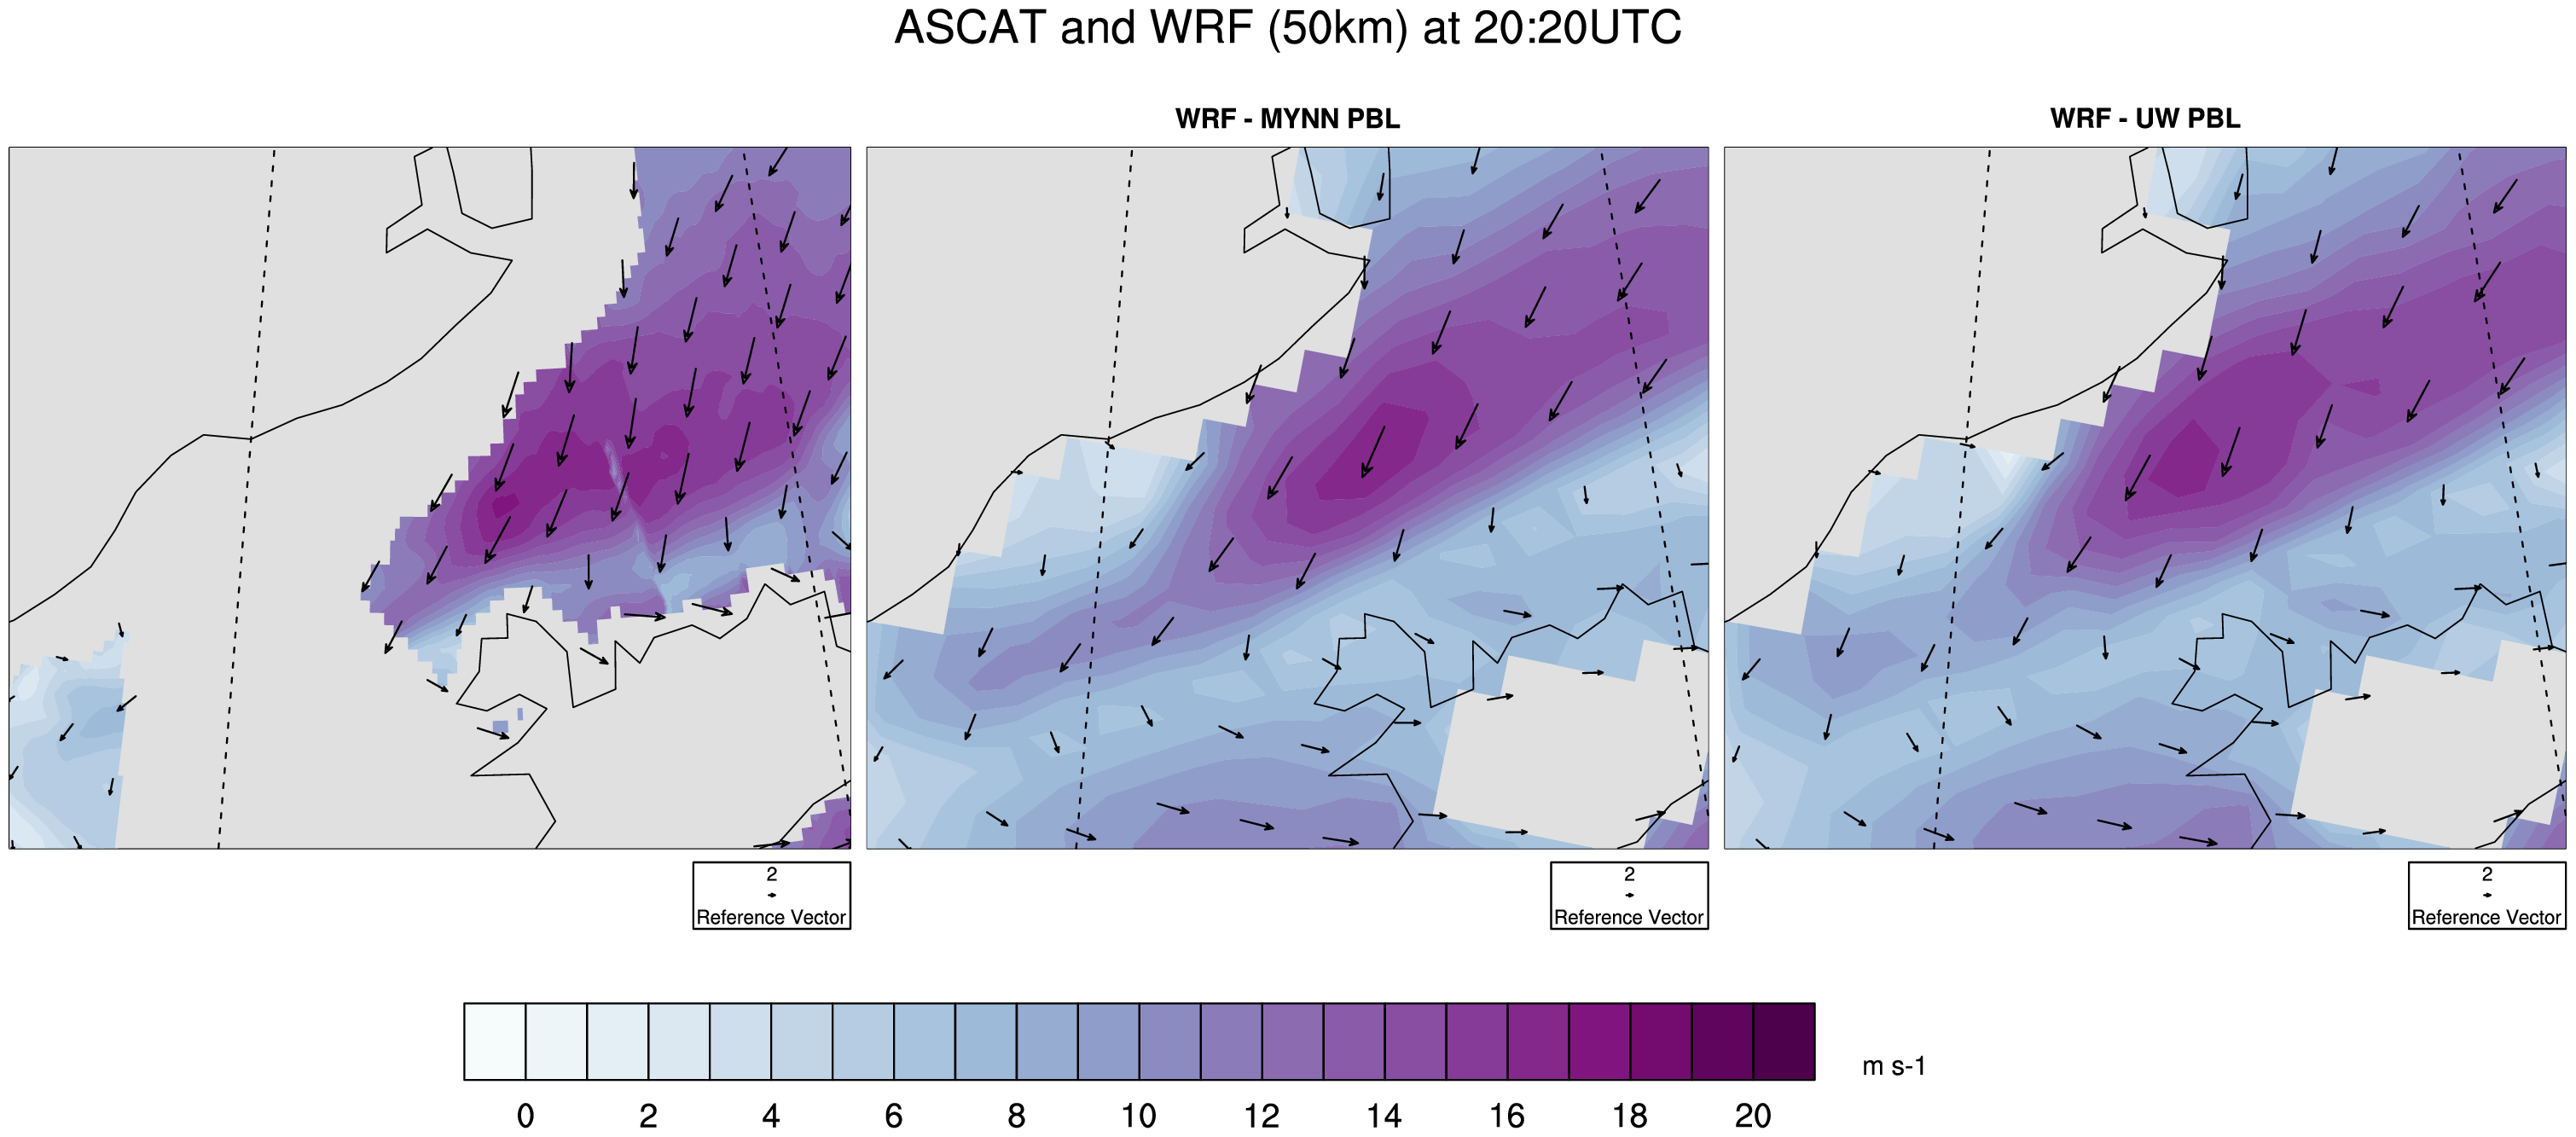 ASCAT and WRF (50km) at 20:20UTC
WRF - MYNN PBL
WRF - UW PBL
2
Reference Vector
2
Reference Vector
2
Reference Vector
m s-1
0 2 4 6 8 10 12 14 16 18 20